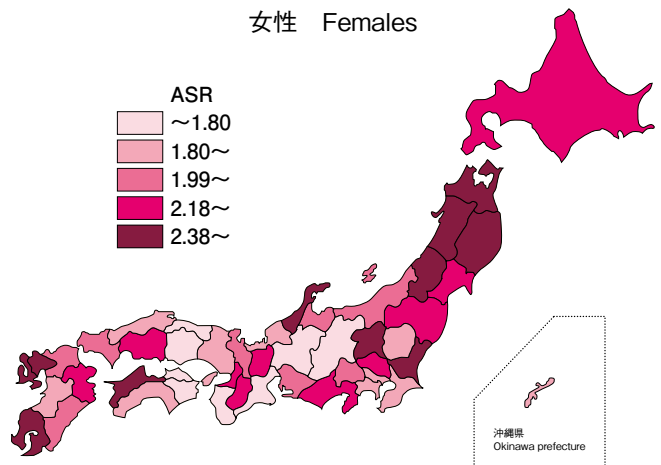 女性 Females
ASR
～1.80
1.80～
1.99～
2.18～
2.38～
沖縄県
Okinawa prefecture